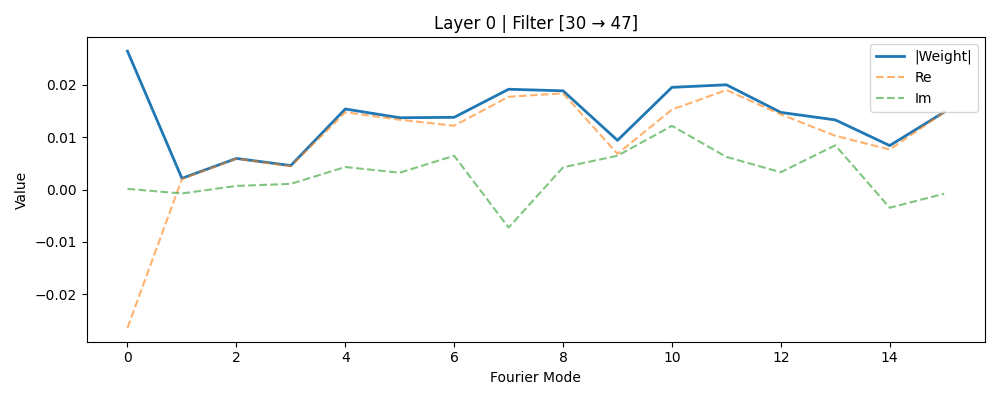 Layer 0 | Filter [30 → 47]
|Weight|
Re
Im
Value
0.02
0.01
0.00
−0.01
−0.02
0 2 4 6 8 10 12 14
Fourier Mode